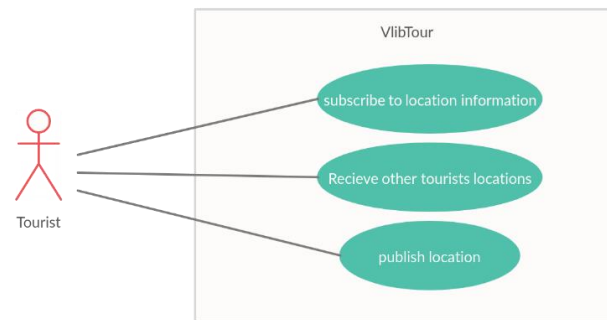 VlibTour
subscribe to location information
Recieve other tourists locations
Tourist
publish location